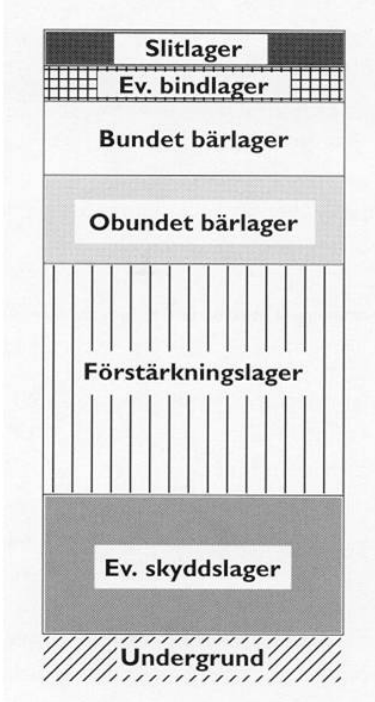 Slitlager
Ev. bindlager
Bundet bärlager
Obundet bärlager
Förstärkningslager
Ev. skyddslager
Undergrund